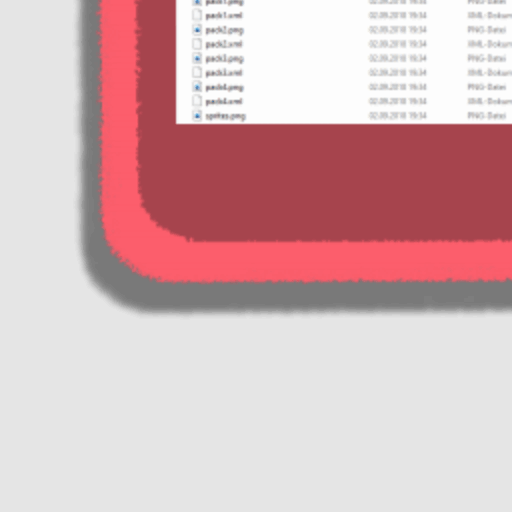 pack1.png 02.09.2018 19:34 PNG-Datei
pack1.xml 02.09.2018 19:34 XML-Dokum
pack2.png 02.09.2018 19:34 PNG-Datei
pack2.xml 02.09.2018 19:34 XML-Dokum
pack3.png 02.09.2018 19:34 PNG-Datei
pack3.xml 02.09.2018 19:34 XML-Dokum
pack4.png 02.09.2018 19:34 PNG-Datei
pack4.xml 02.09.2018 19:34 XML-Dokum
sprites.png 02.09.2018 19:34 PNG-Datei